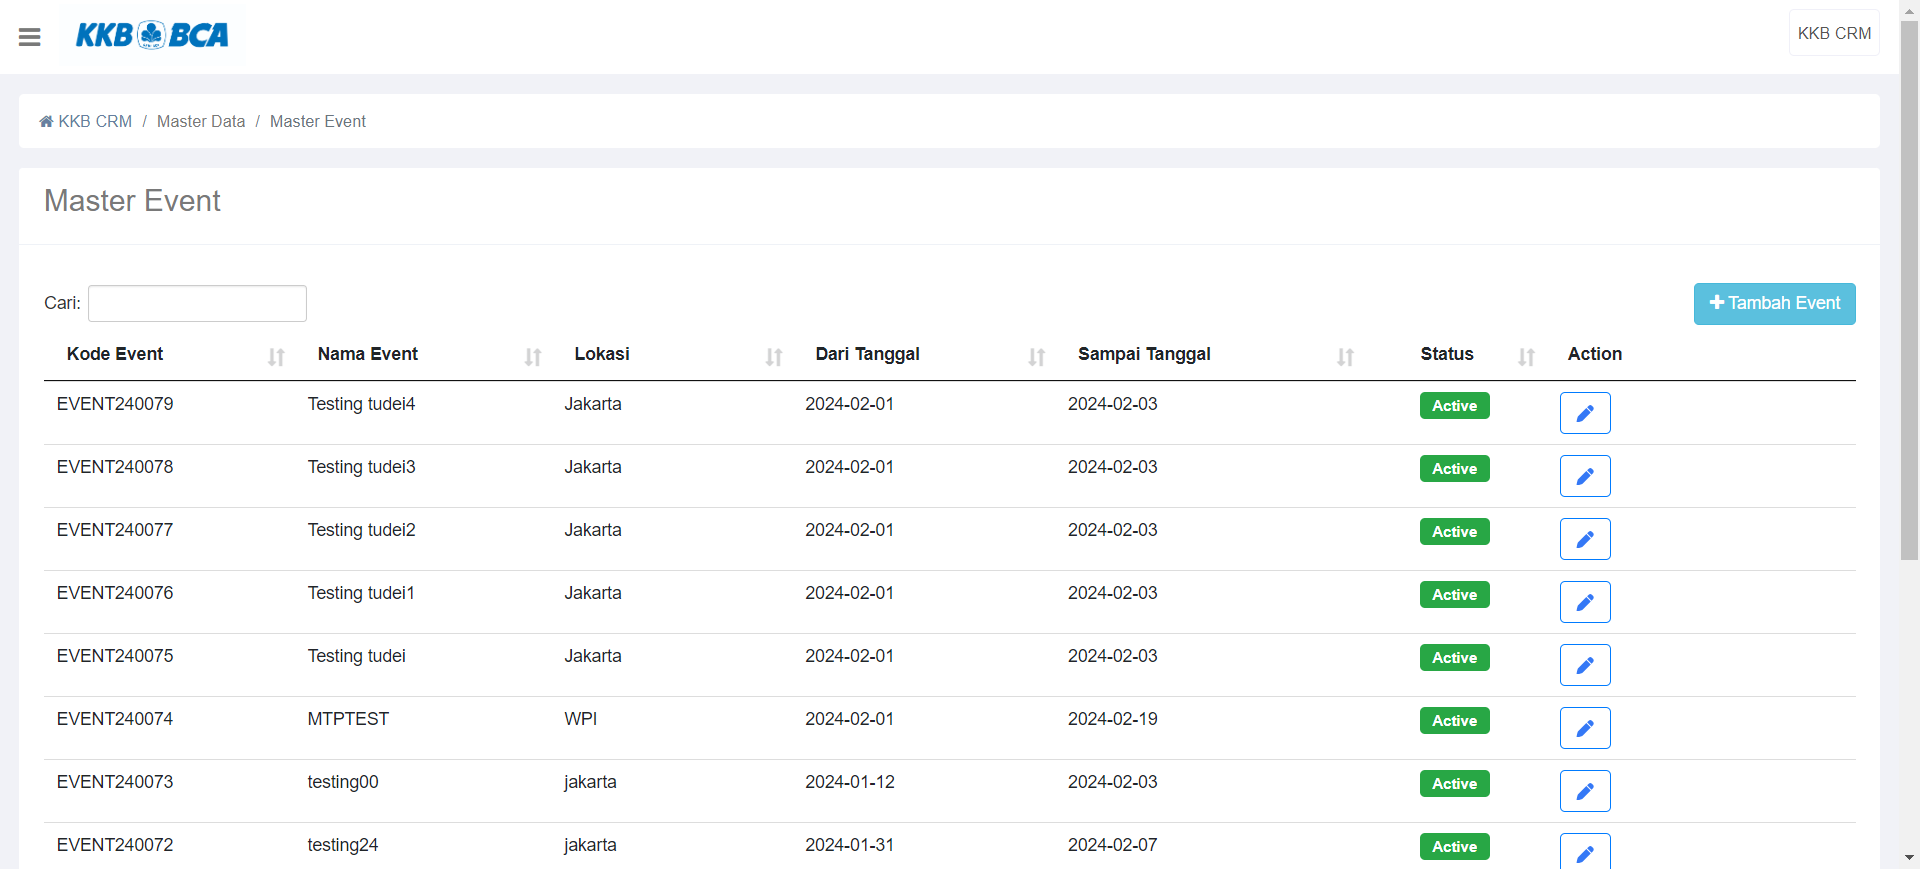 KKB BCA
KKB CRM
KKB CRM / Master Data / Master Event
Master Event
Cari:
Tambah Event
Kode Event Nama Event Lokasi Dari Tanggal Sampai Tanggal Status Action
EVENT240079 Testing tudei4 Jakarta 2024-02-01 2024-02-03 Active
EVENT240078 Testing tudei3 Jakarta 2024-02-01 2024-02-03 Active
EVENT240077 Testing tudei2 Jakarta 2024-02-01 2024-02-03 Active
EVENT240076 Testing tudei1 Jakarta 2024-02-01 2024-02-03 Active
EVENT240075 Testing tudei Jakarta 2024-02-01 2024-02-03 Active
EVENT240074 MTPTEST WPI 2024-02-01 2024-02-19 Active
EVENT240073 testing00 jakarta 2024-01-12 2024-02-03 Active
EVENT240072 testing24 jakarta 2024-01-31 2024-02-07 Active